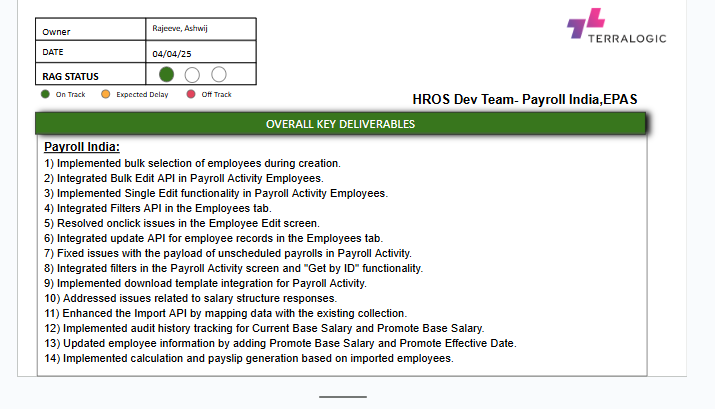 Owner Rajeeve, Ashwij
TERRALOGIC
DATE 04/04/25
RAG STATUS
On Track Expected Delay Off Track
HROS Dev Team- Payroll India,EPAS
OVERALL KEY DELIVERABLES
Payroll India:
1) Implemented bulk selection of employees during creation.
2) Integrated Bulk Edit API in Payroll Activity Employees.
3) Implemented Single Edit functionality in Payroll Activity Employees.
4) Integrated Filters API in the Employees tab.
5) Resolved onclick issues in the Employee Edit screen.
6) Integrated update API for employee records in the Employees tab.
7) Fixed issues with the payload of unscheduled payrolls in Payroll Activity.
8) Integrated filters in the Payroll Activity screen and "Get by ID" functionality.
9) Implemented download template integration for Payroll Activity.
10) Addressed issues related to salary structure responses.
11) Enhanced the Import API by mapping data with the existing collection.
12) Implemented audit history tracking for Current Base Salary and Promote Base Salary.
13) Updated employee information by adding Promote Base Salary and Promote Effective Date.
14) Implemented calculation and payslip generation based on imported employees.